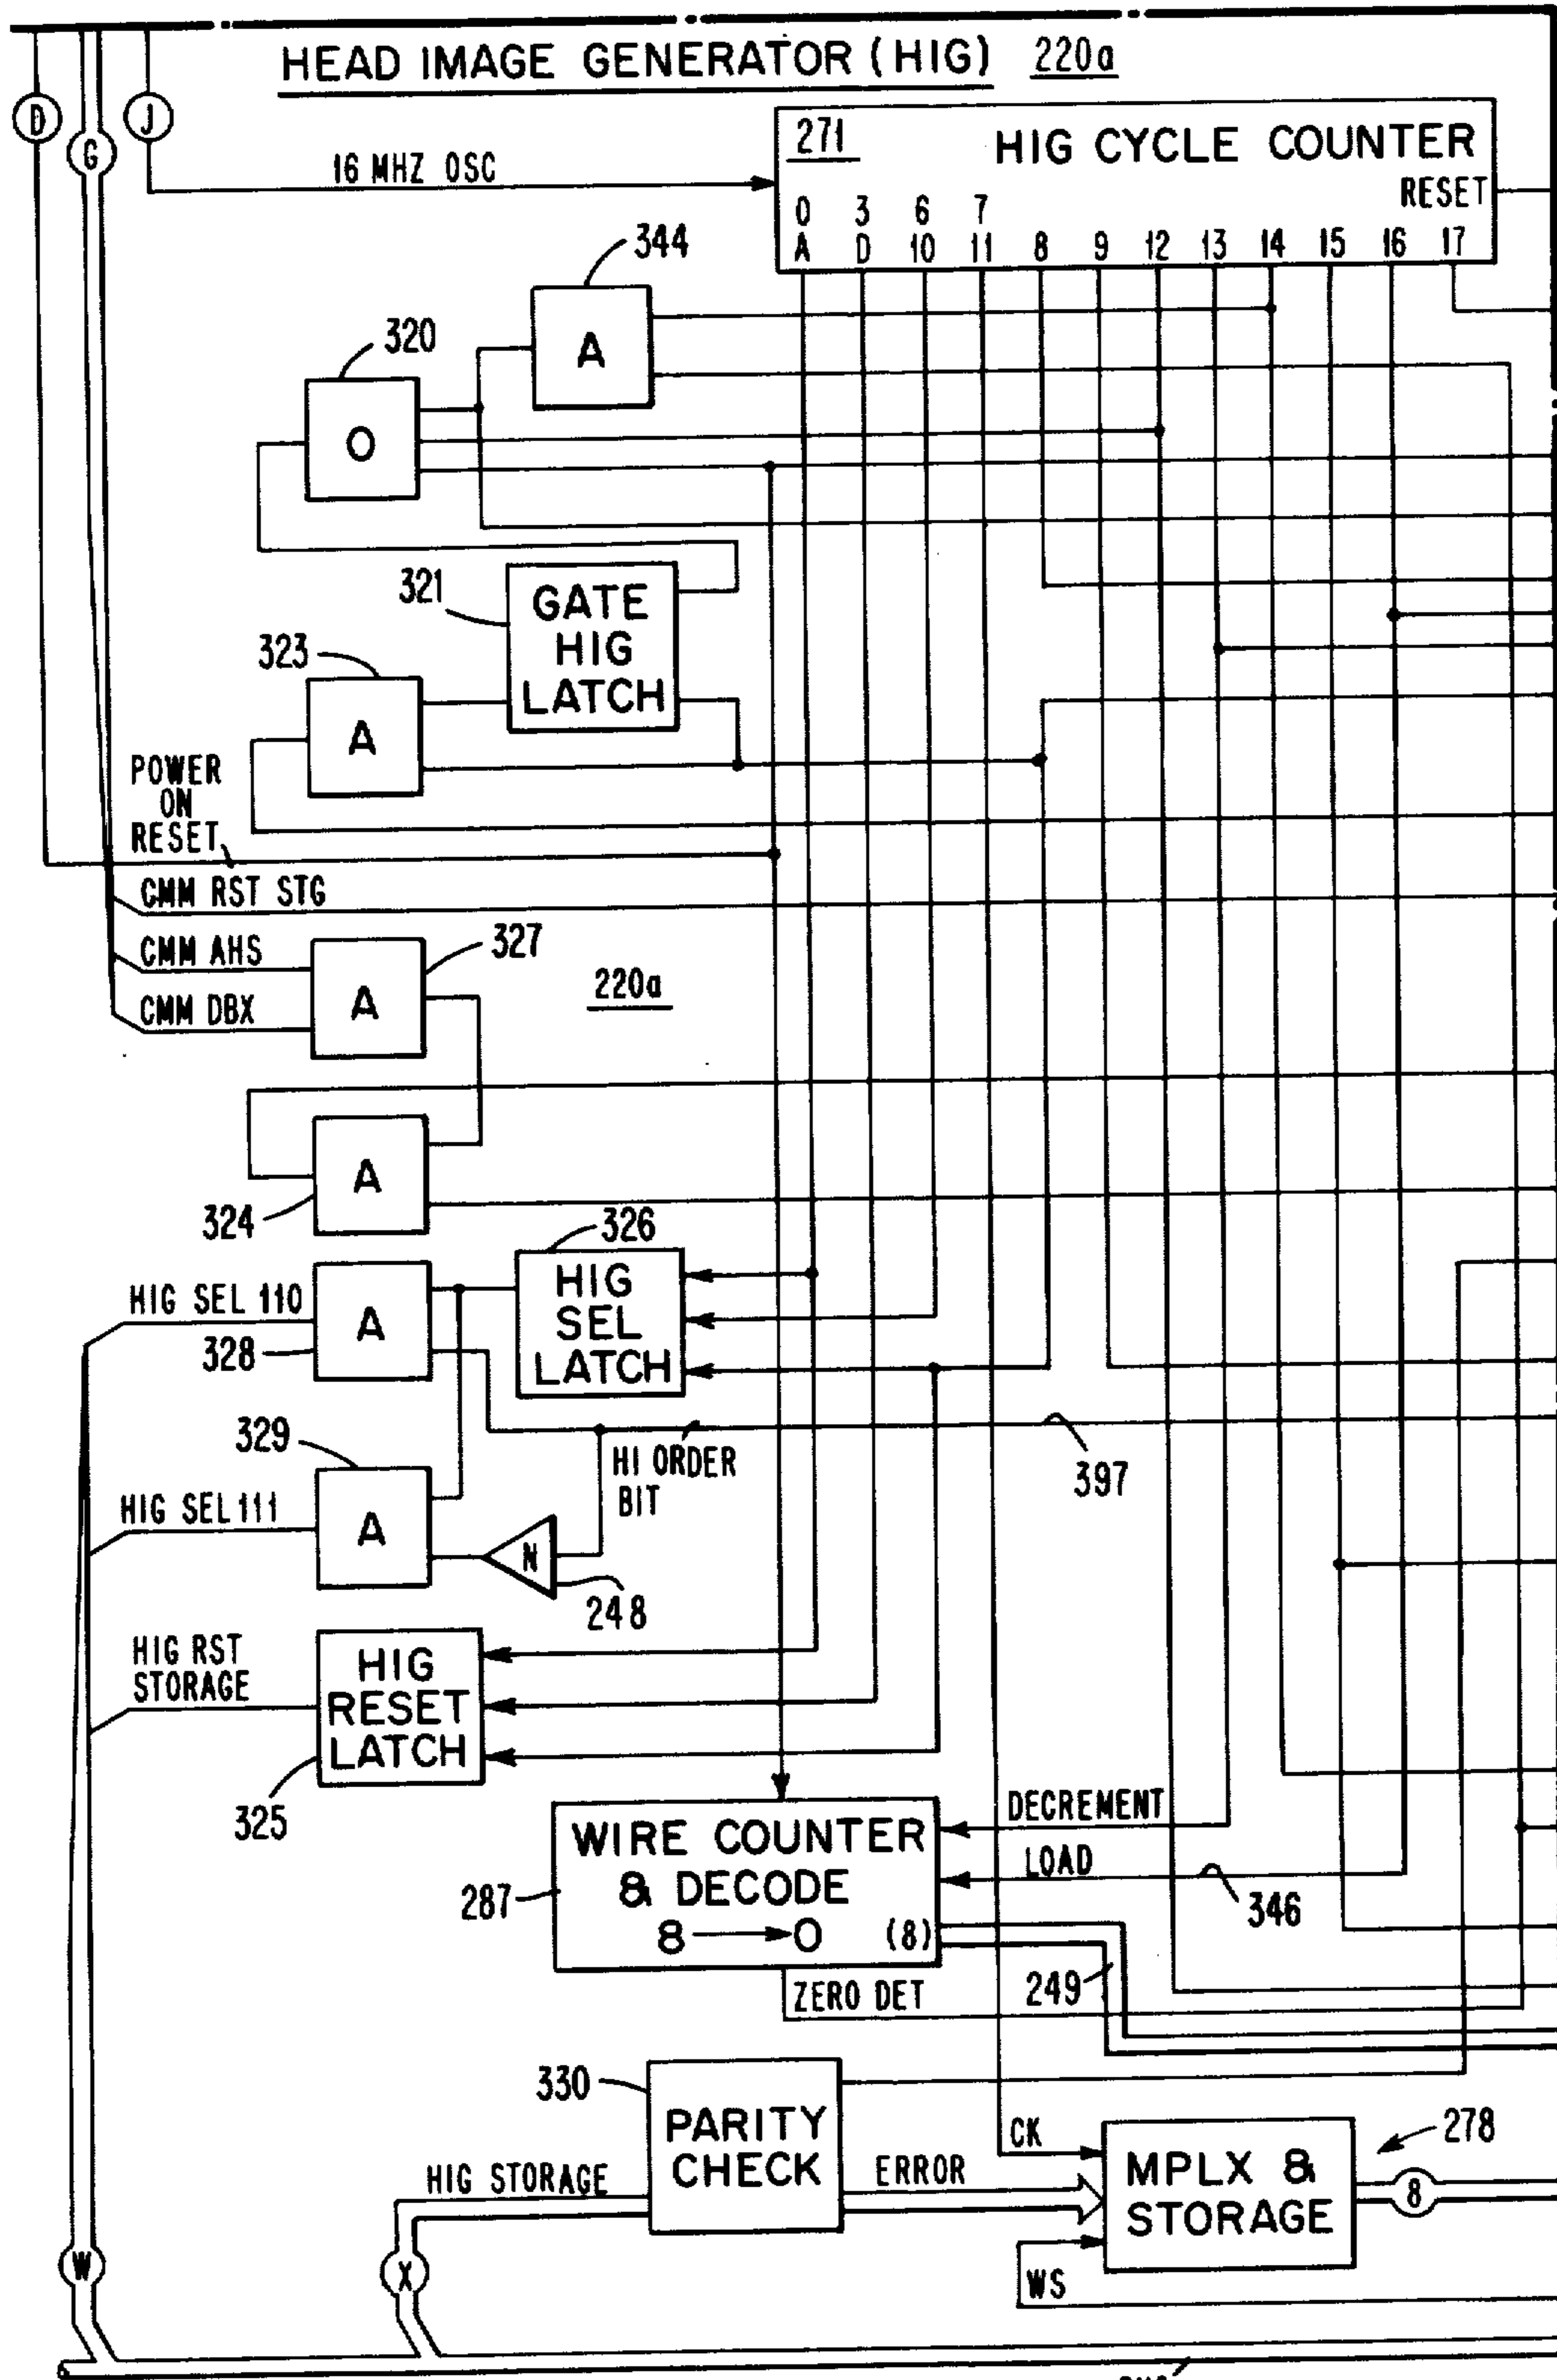 HEAD IMAGE GENERATOR (HIG) 220a
D
G
J
271
HIG CYCLE COUNTER
16 MHZ OSC
RESET
0 3 6 7
A D 10 11 8 9 12 13 14 15 16 17
344
A
320
O
321
GATE
HIG
LATCH
323
A
POWER
ON
RESET
CMM RST STG
CMM AHS
327
CMM DBX
A
220a
A
324
326
HIG SEL 110
A
328
HIG
SEL
LATCH
329
HI ORDER
BIT
397
HIG SEL 111
A
N
248
HIG RST
STORAGE
HIG
RESET
LATCH
325
DECREMENT
WIRE COUNTER
& DECODE
8 → 0 (8)
LOAD
287
346
249
ZERO DET
330
PARITY
CHECK
CK
278
MPLX &
STORAGE
HIG STORAGE
ERROR
8
W
X
WS